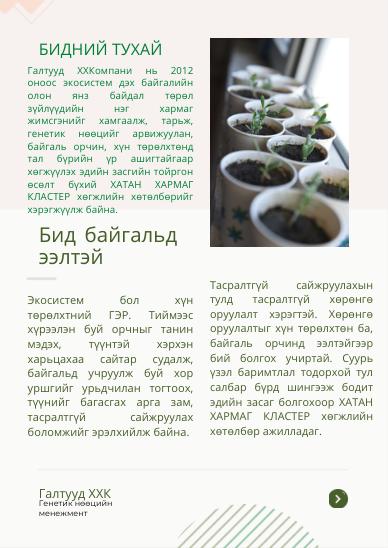 БИДНИЙ ТУХАЙ
Галтууд ХХКомпани нь 2012
оноос экосистем дэх байгалийн
олон янз байдал төрөл
зүйлүүдийн нэг хармаг
жимсгэнийг хамгаалж, тарьж,
генетик нөөцийг арвижуулан,
байгаль орчин, хүн төрөлхтөнд
тал бүрийн үр ашигтайгаар
хөгжүүлэх эдийн засгийн тойргон
өсөлт бүхий ХАТАН ХАРМАГ
КЛАСТЕР хөгжлийн хөтөлбөрийг
хэрэгжүүлж байна.
Бид байгальд
ээлтэй
Экосистем бол хүн
төрөлхтний ГЭР. Тиймээс
хүрээлэн буй орчныг танин
мэдэх, түүнтэй хэрхэн
харьцахаа сайтар судалж,
байгальд учруулж буй хор
уршгийг урьдчилан тогтоох,
түүнийг багасгах арга зам,
тасралтгүй сайжруулах
боломжийг эрэлхийлж байна.
Тасралтгүй сайжруулахын
тулд тасралтгүй хөрөнгө
оруулалт хэрэгтэй. Хөрөнгө
оруулалтыг хүн төрөлхтөн ба,
байгаль орчинд ээлтэйгээр
бий болгох учиртай. Суурь
үзэл баримтлал тодорхой тул
салбар бүрд шингээж бодит
эдийн засаг болгохоор ХАТАН
ХАРМАГ КЛАСТЕР хөгжлийн
хөтөлбөр ажилладаг.
Галтууд ХХК
Генетик нөөцийн
менежмент